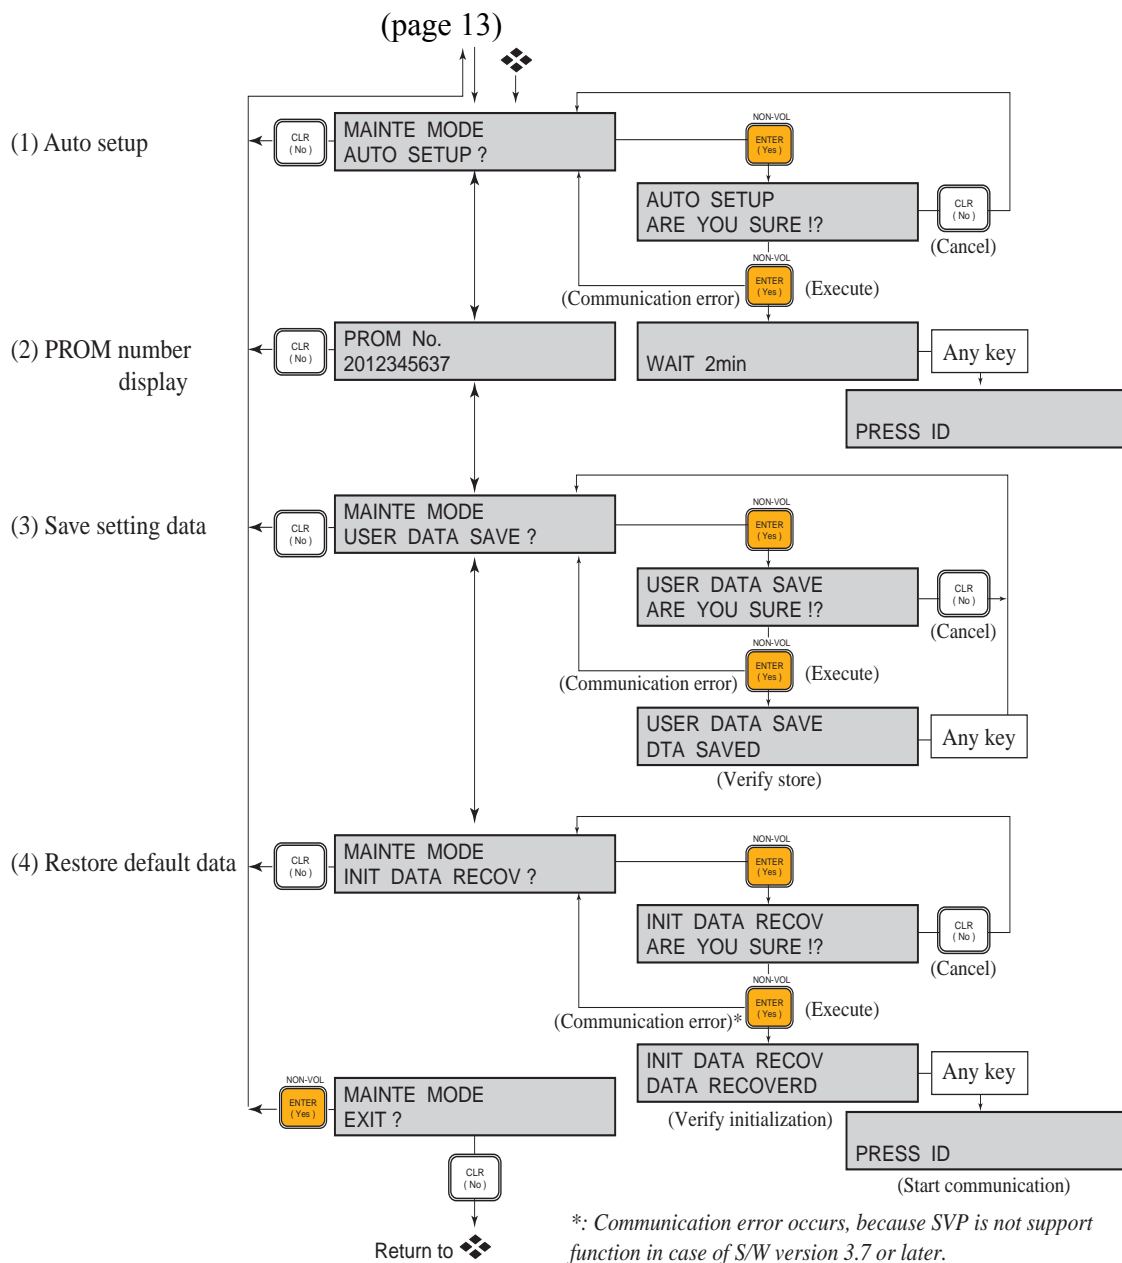 (page 13)
(1) Auto setup
CLR
( No )
MAINTE MODE
AUTO SETUP ?
NON-VOL
ENTER
( Yes )
AUTO SETUP
ARE YOU SURE !?
CLR
( No )
(Cancel)
NON-VOL
ENTER
( Yes )
(Communication error)
(Execute)
(2) PROM number
display
CLR
( No )
PROM No.
2012345637
WAIT 2min
Any key
PRESS ID
(3) Save setting data
CLR
( No )
MAINTE MODE
USER DATA SAVE ?
NON-VOL
ENTER
( Yes )
USER DATA SAVE
ARE YOU SURE !?
CLR
( No )
(Cancel)
NON-VOL
ENTER
( Yes )
(Communication error)
(Execute)
USER DATA SAVE
DTA SAVED
Any key
(Verify store)
(4) Restore default data
CLR
( No )
MAINTE MODE
INIT DATA RECOV ?
NON-VOL
ENTER
( Yes )
INIT DATA RECOV
ARE YOU SURE !?
CLR
( No )
(Cancel)
NON-VOL
ENTER
( Yes )
(Communication error)*
(Execute)
INIT DATA RECOV
DATA RECOVERD
Any key
(Verify initialization)
PRESS ID
(Start communication)
NON-VOL
ENTER
( Yes )
MAINTE MODE
EXIT ?
CLR
( No )
Return to
*: Communication error occurs, because SVP is not support
function in case of S/W version 3.7 or later.